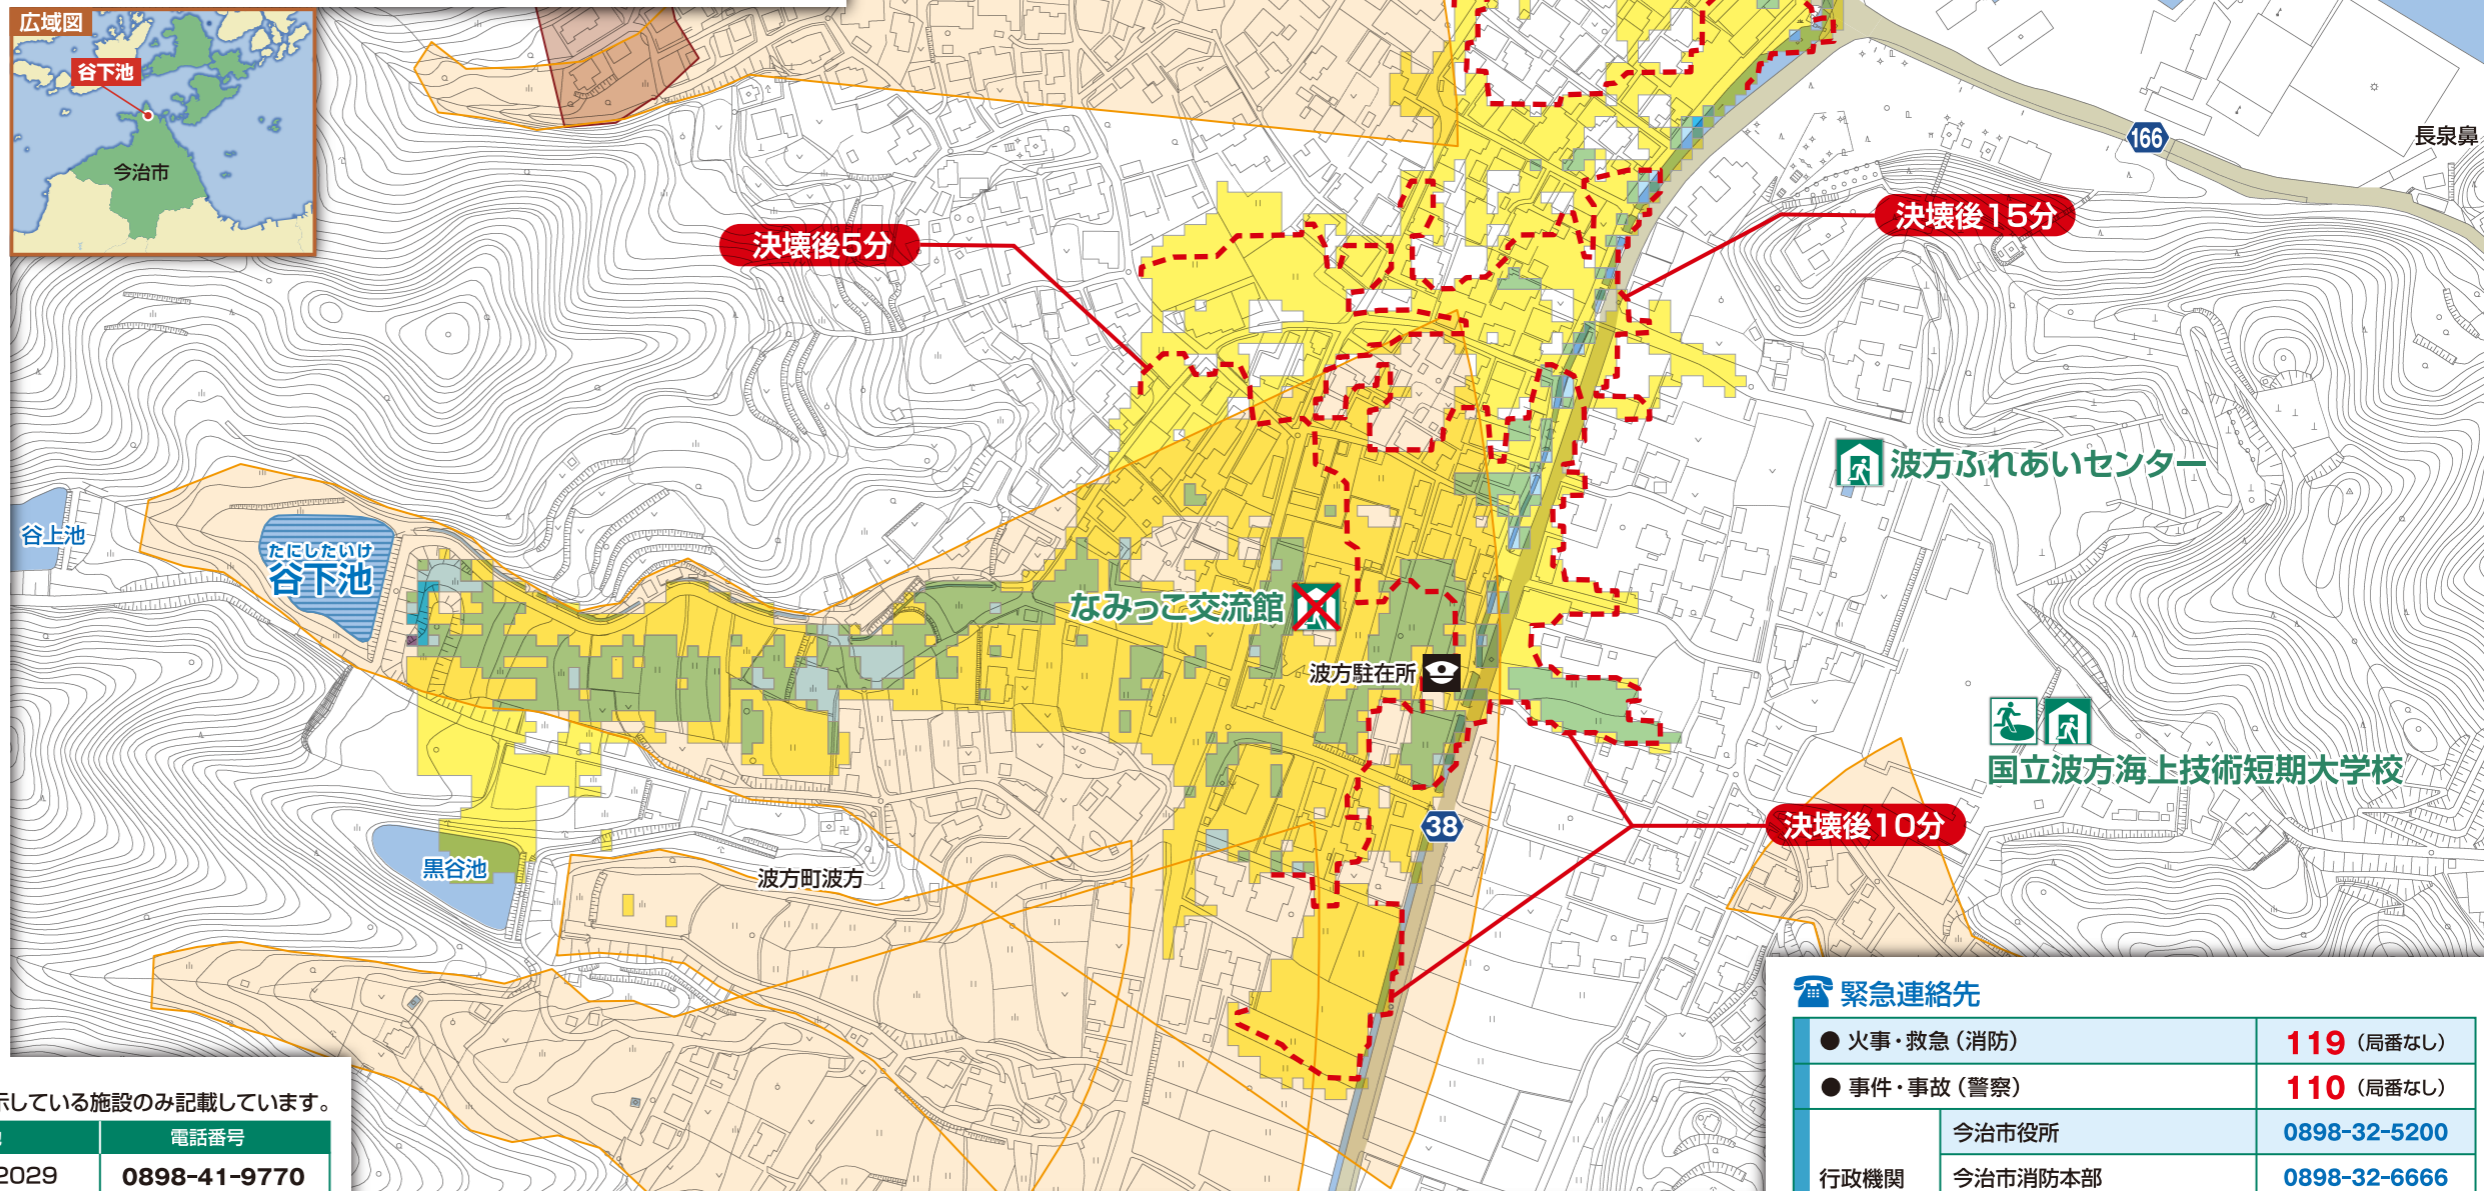 広域図
谷下池
今治市
166
長泉鼻
決壊後5分
決壊後15分
波方ふれあいセンター
谷上池
たにしたいけ
谷下池
なみっこ交流館
波方駐在所
国立波方海上技術短期大学校
決壊後10分
38
黒谷池
波方町波方
緊急連絡先
● 火事・救急（消防） 119（局番なし）
● 事件・事故（警察） 110（局番なし）
行政機関
今治市役所 0898-32-5200
今治市消防本部 0898-32-6666
示している施設のみ記載しています。
電話番号
2029 0898-41-9770